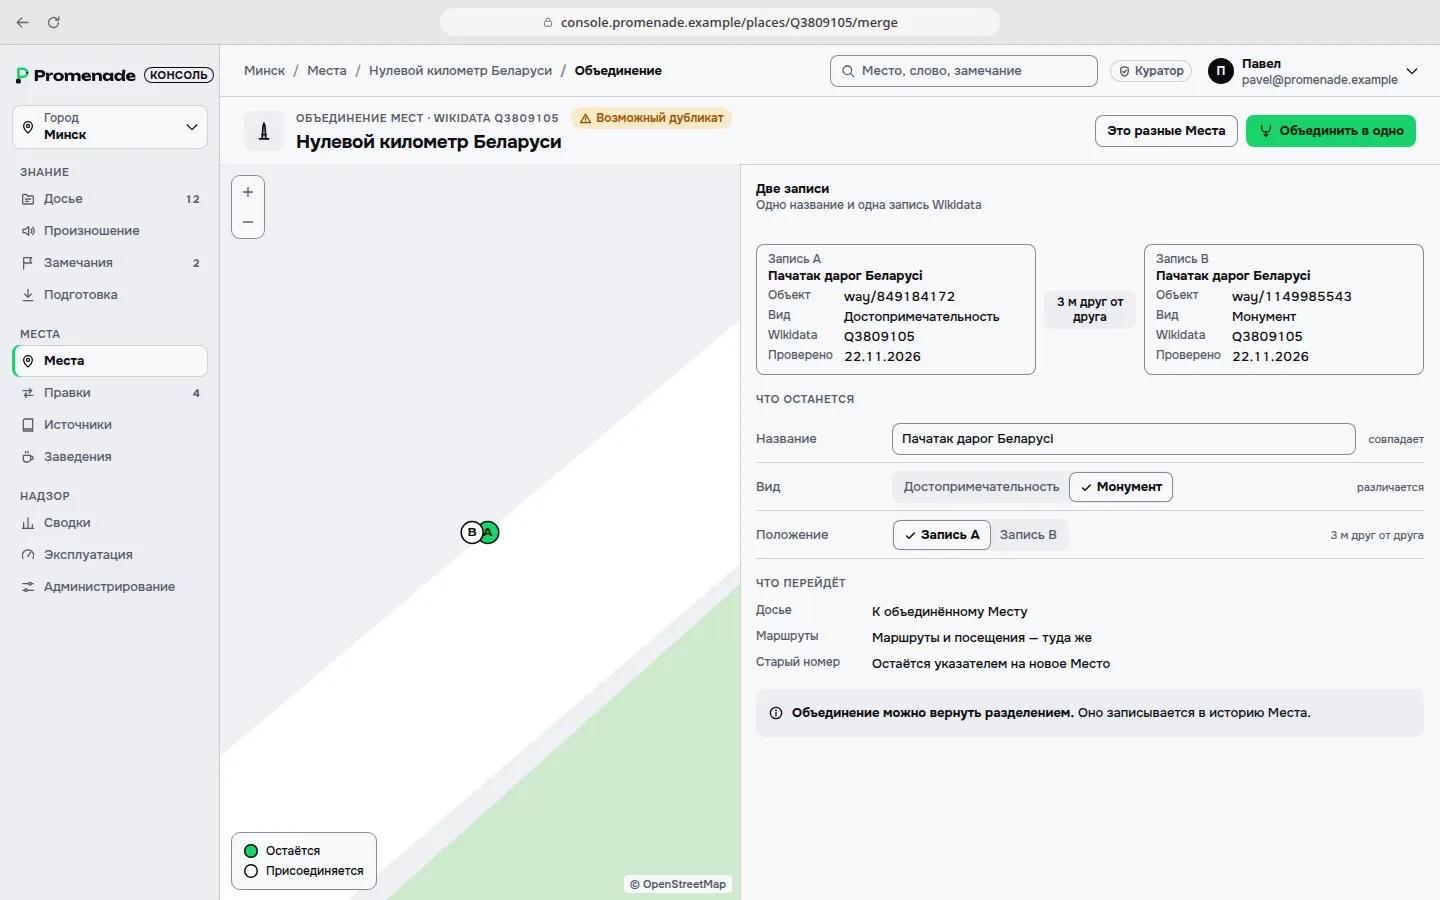 console.promenade.example/places/Q3809105/merge
Promenade КОНСОЛЬ
Город
Минск
ЗНАНИЕ
Досье 12
Произношение
Замечания 2
Подготовка
МЕСТА
Места
Правки 4
Источники
Заведения
НАДЗОР
Сводки
Эксплуатация
Администрирование
Минск / Места / Нулевой километр Беларуси / Объединение
Место, слово, замечание
Куратор
П
Павел
pavel@promenade.example
ОБЪЕДИНЕНИЕ МЕСТ · WIKIDATA Q3809105
Возможный дубликат
Нулевой километр Беларуси
Это разные Места
Объединить в одно
+
−
B A
Остаётся
Присоединяется
© OpenStreetMap
Две записи
Одно название и одна запись Wikidata
Запись A
Пачатак дарог Беларусі
Объект way/849184172
Вид Достопримечательность
Wikidata Q3809105
Проверено 22.11.2026
3 м друг от
друга
Запись B
Пачатак дарог Беларусі
Объект way/1149985543
Вид Монумент
Wikidata Q3809105
Проверено 22.11.2026
ЧТО ОСТАНЕТСЯ
Название Пачатак дарог Беларусі совпадает
Вид Достопримечательность Монумент различается
Положение Запись A Запись B 3 м друг от друга
ЧТО ПЕРЕЙДЁТ
Досье К объединённому Месту
Маршруты Маршруты и посещения — туда же
Старый номер Остаётся указателем на новое Место
Объединение можно вернуть разделением. Оно записывается в историю Места.